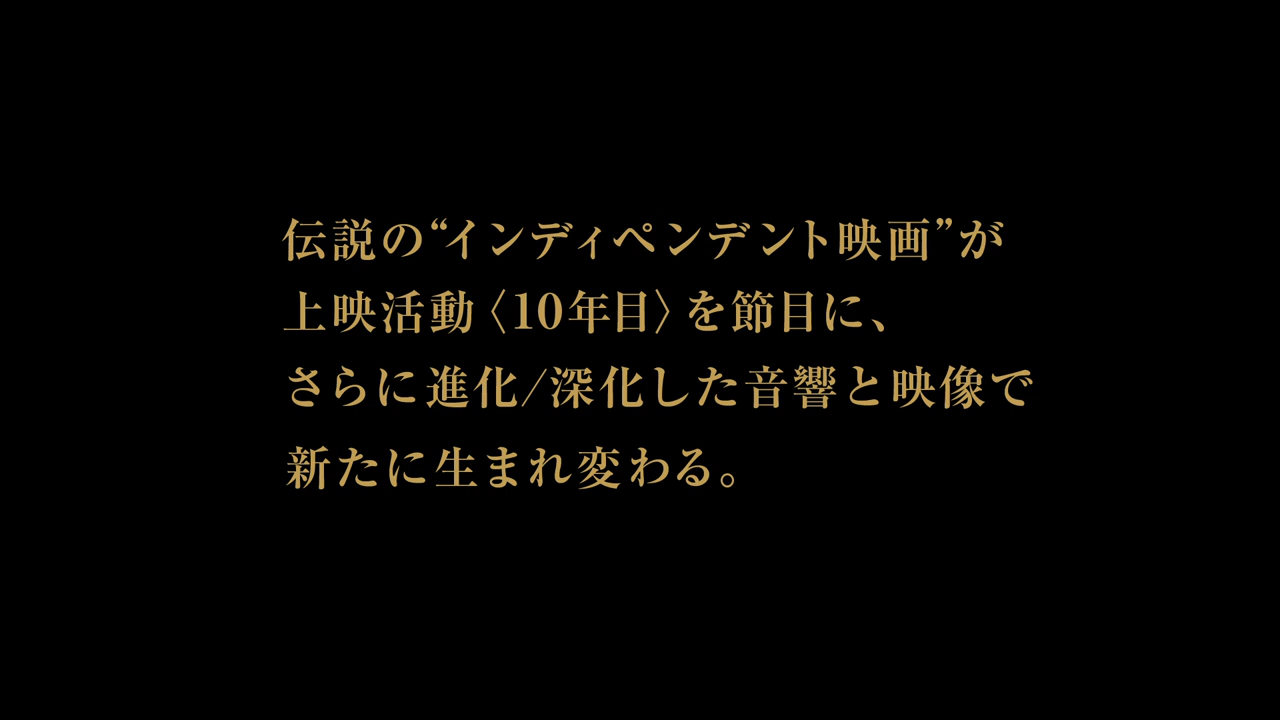 伝説の“インディペンデント映画”が
上映活動〈10年目〉を節目に、
さらに進化/深化した音響と映像で
新たに生まれ変わる。